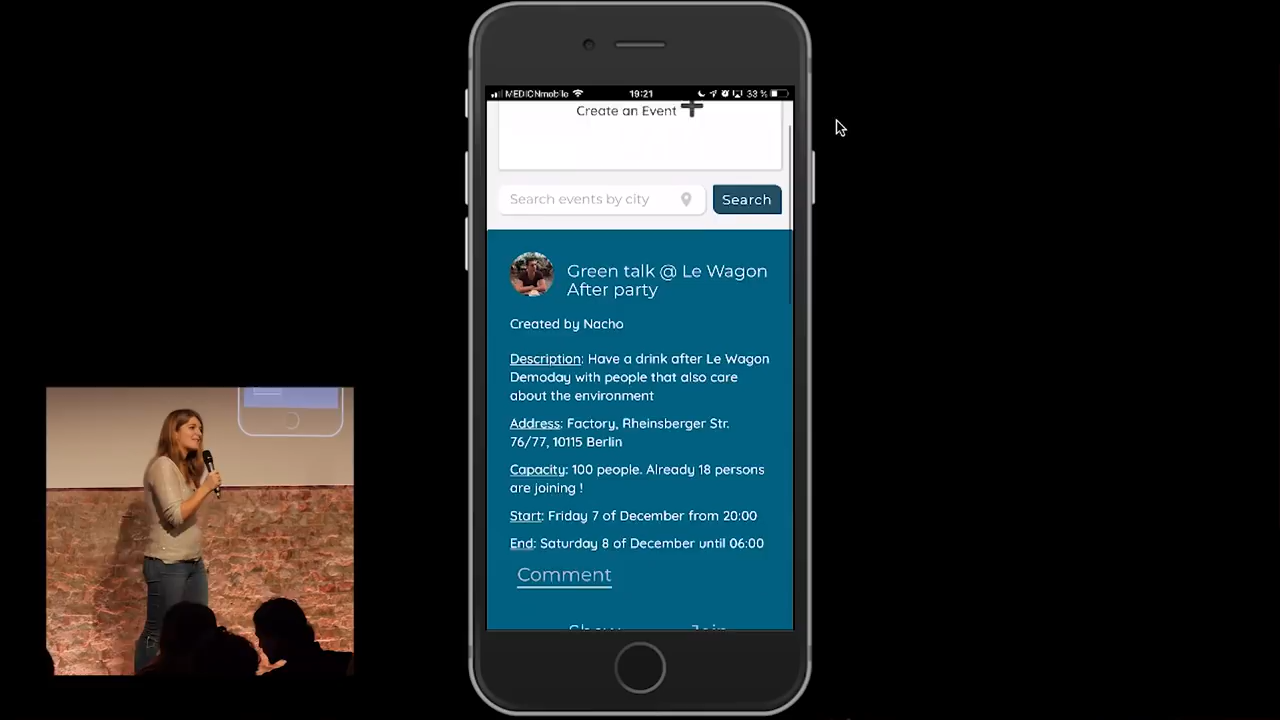 MEDIONmobile 19:21 33 %
Create an Event
Search events by city
Search
Green talk @ Le Wagon
After party
Created by Nacho
Description: Have a drink after Le Wagon
Demoday with people that also care
about the environment
Address: Factory, Rheinsberger Str.
76/77, 10115 Berlin
Capacity: 100 people. Already 18 persons
are joining !
Start: Friday 7 of December from 20:00
End: Saturday 8 of December until 06:00
Comment
Show Join